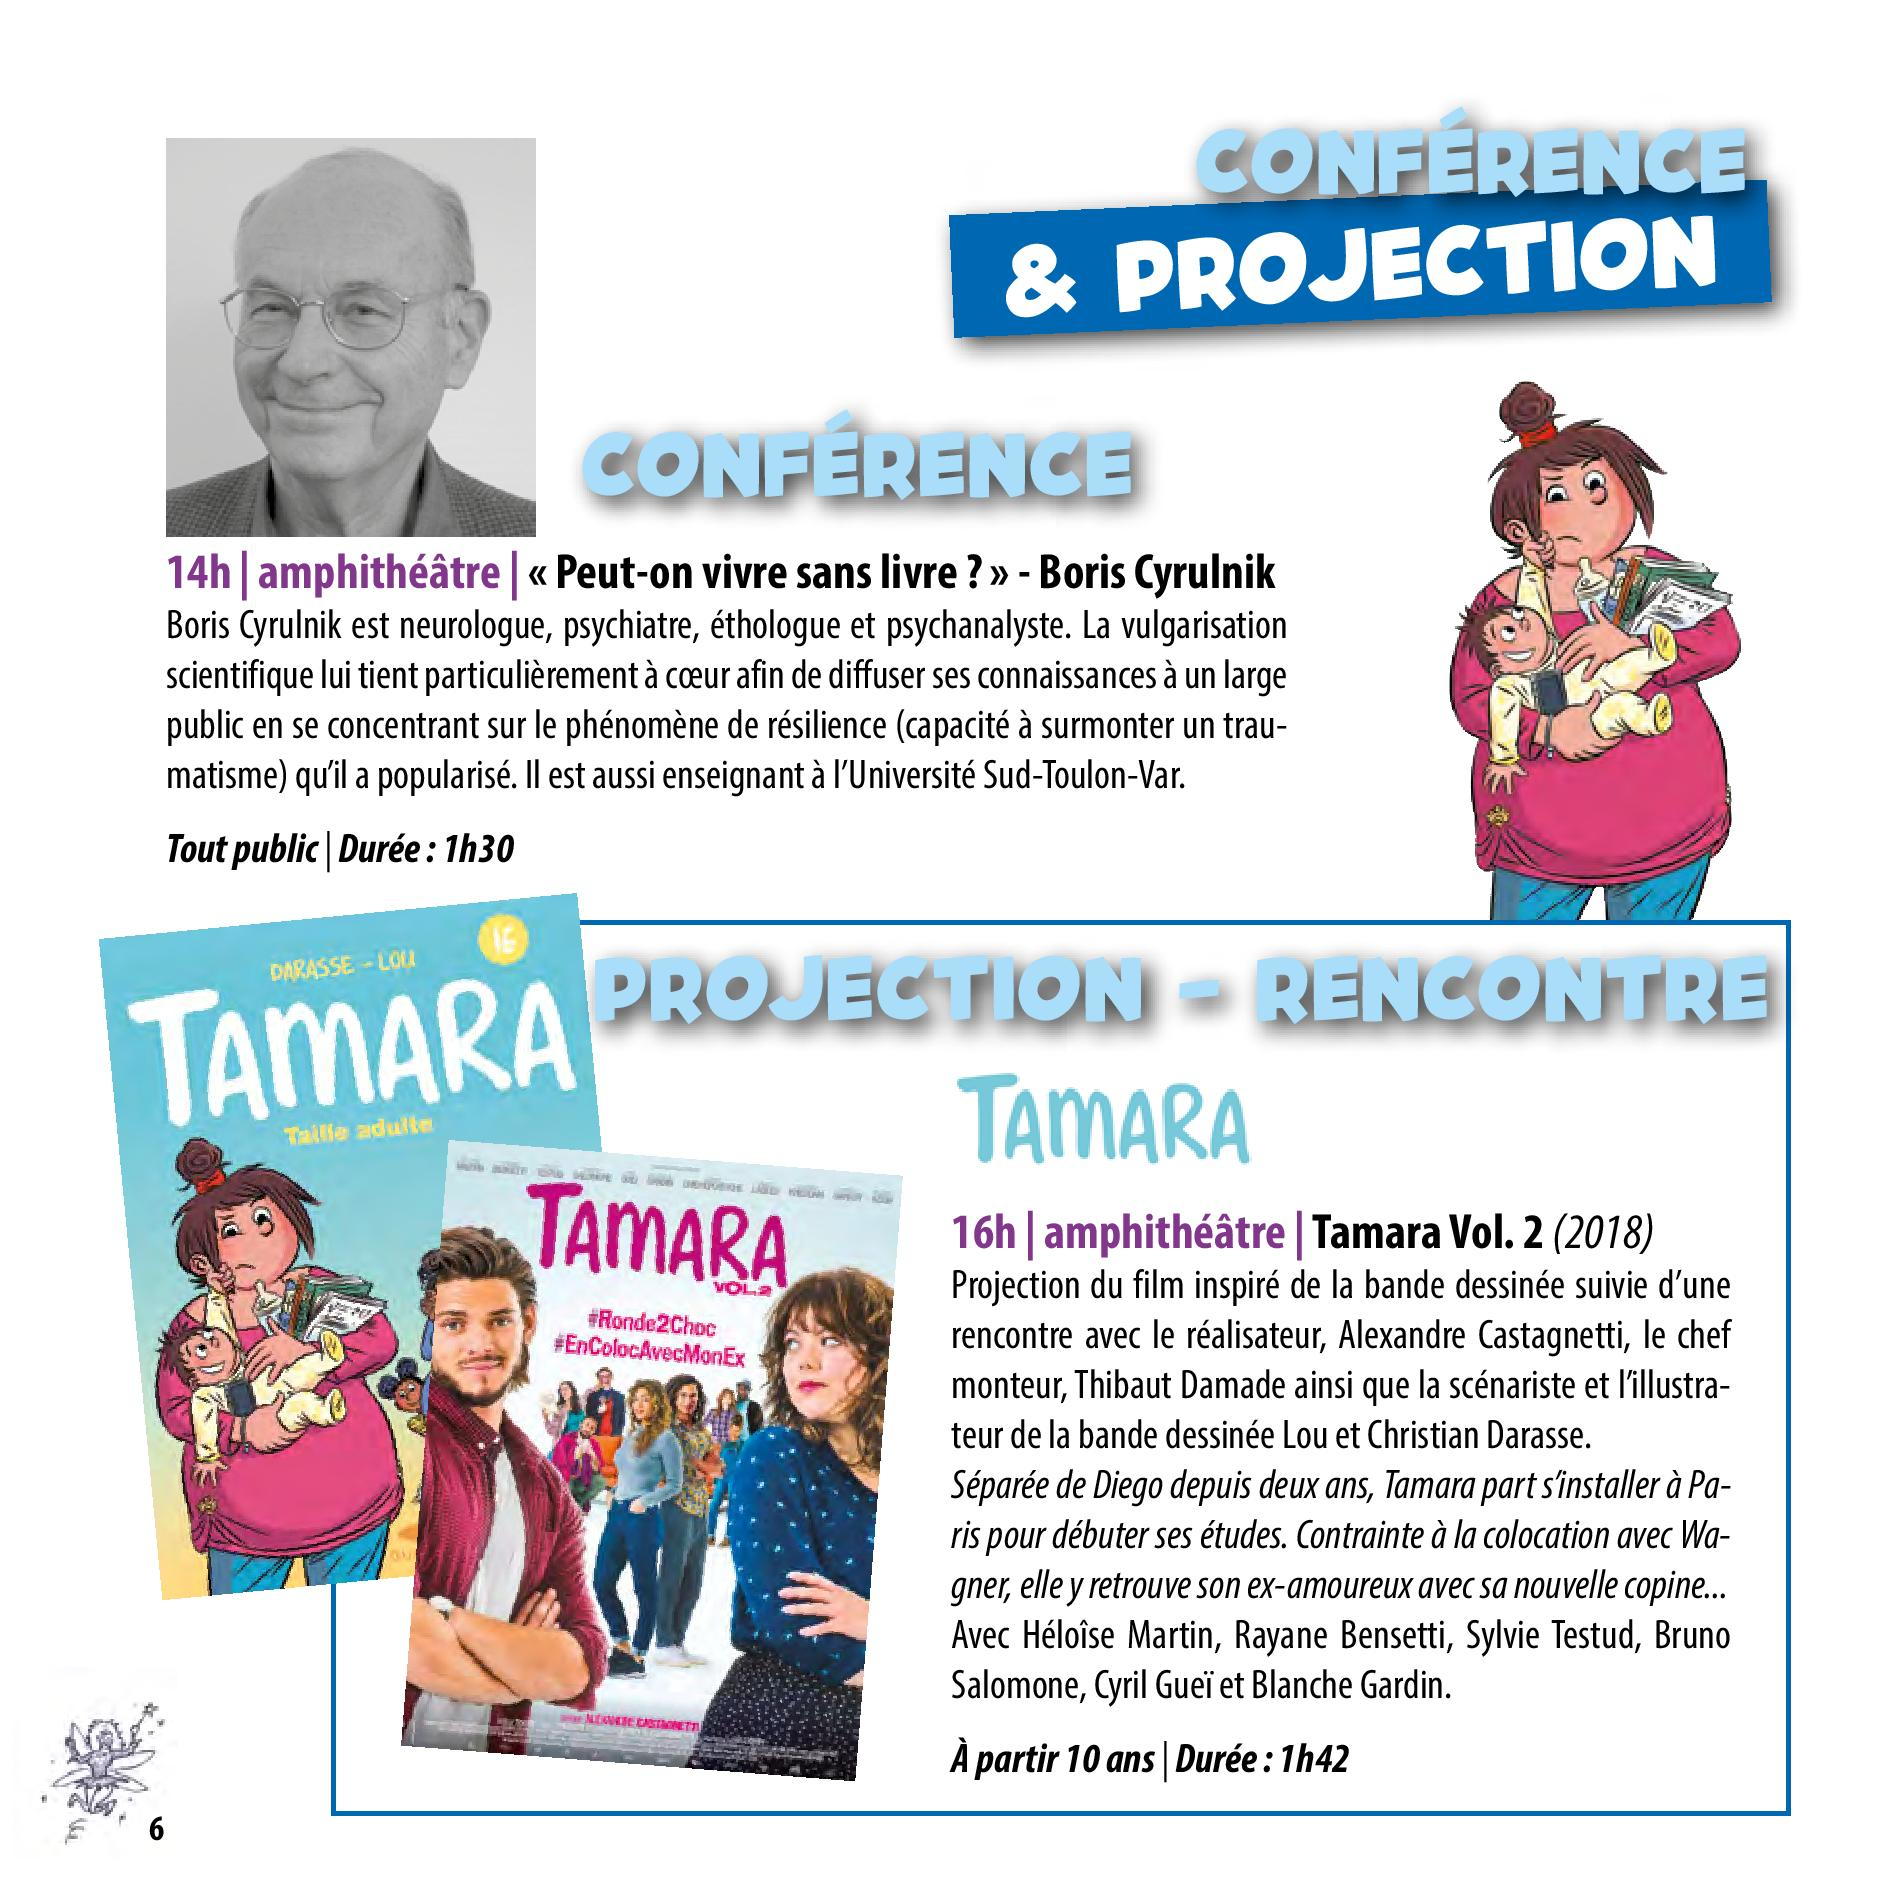 CONFÉRENCE
& PROJECTION
CONFÉRENCE
14h | amphithéâtre | « Peut-on vivre sans livre ? » - Boris Cyrulnik
Boris Cyrulnik est neurologue, psychiatre, éthologue et psychanalyste. La vulgarisation
scientifique lui tient particulièrement à cœur afin de diffuser ses connaissances à un large
public en se concentrant sur le phénomène de résilience (capacité à surmonter un trau-
matisme) qu’il a popularisé. Il est aussi enseignant à l’Université Sud-Toulon-Var.
Tout public | Durée : 1h30
16
DARASSE - LOU
TAMARA
Taille adulte
TAMARA
VOL.2
#Ronde2Choc
#EnColocAvecMonEx
ALEXANDRE CASTAGNETTI
PROJECTION - RENCONTRE
TAMARA
16h | amphithéâtre | Tamara Vol. 2 (2018)
Projection du film inspiré de la bande dessinée suivie d’une
rencontre avec le réalisateur, Alexandre Castagnetti, le chef
monteur, Thibaut Damade ainsi que la scénariste et l’illustra-
teur de la bande dessinée Lou et Christian Darasse.
Séparée de Diego depuis deux ans, Tamara part s’installer à Pa-
ris pour débuter ses études. Contrainte à la colocation avec Wa-
gner, elle y retrouve son ex-amoureux avec sa nouvelle copine...
Avec Héloîse Martin, Rayane Bensetti, Sylvie Testud, Bruno
Salomone, Cyril Gueï et Blanche Gardin.
À partir 10 ans | Durée : 1h42
6